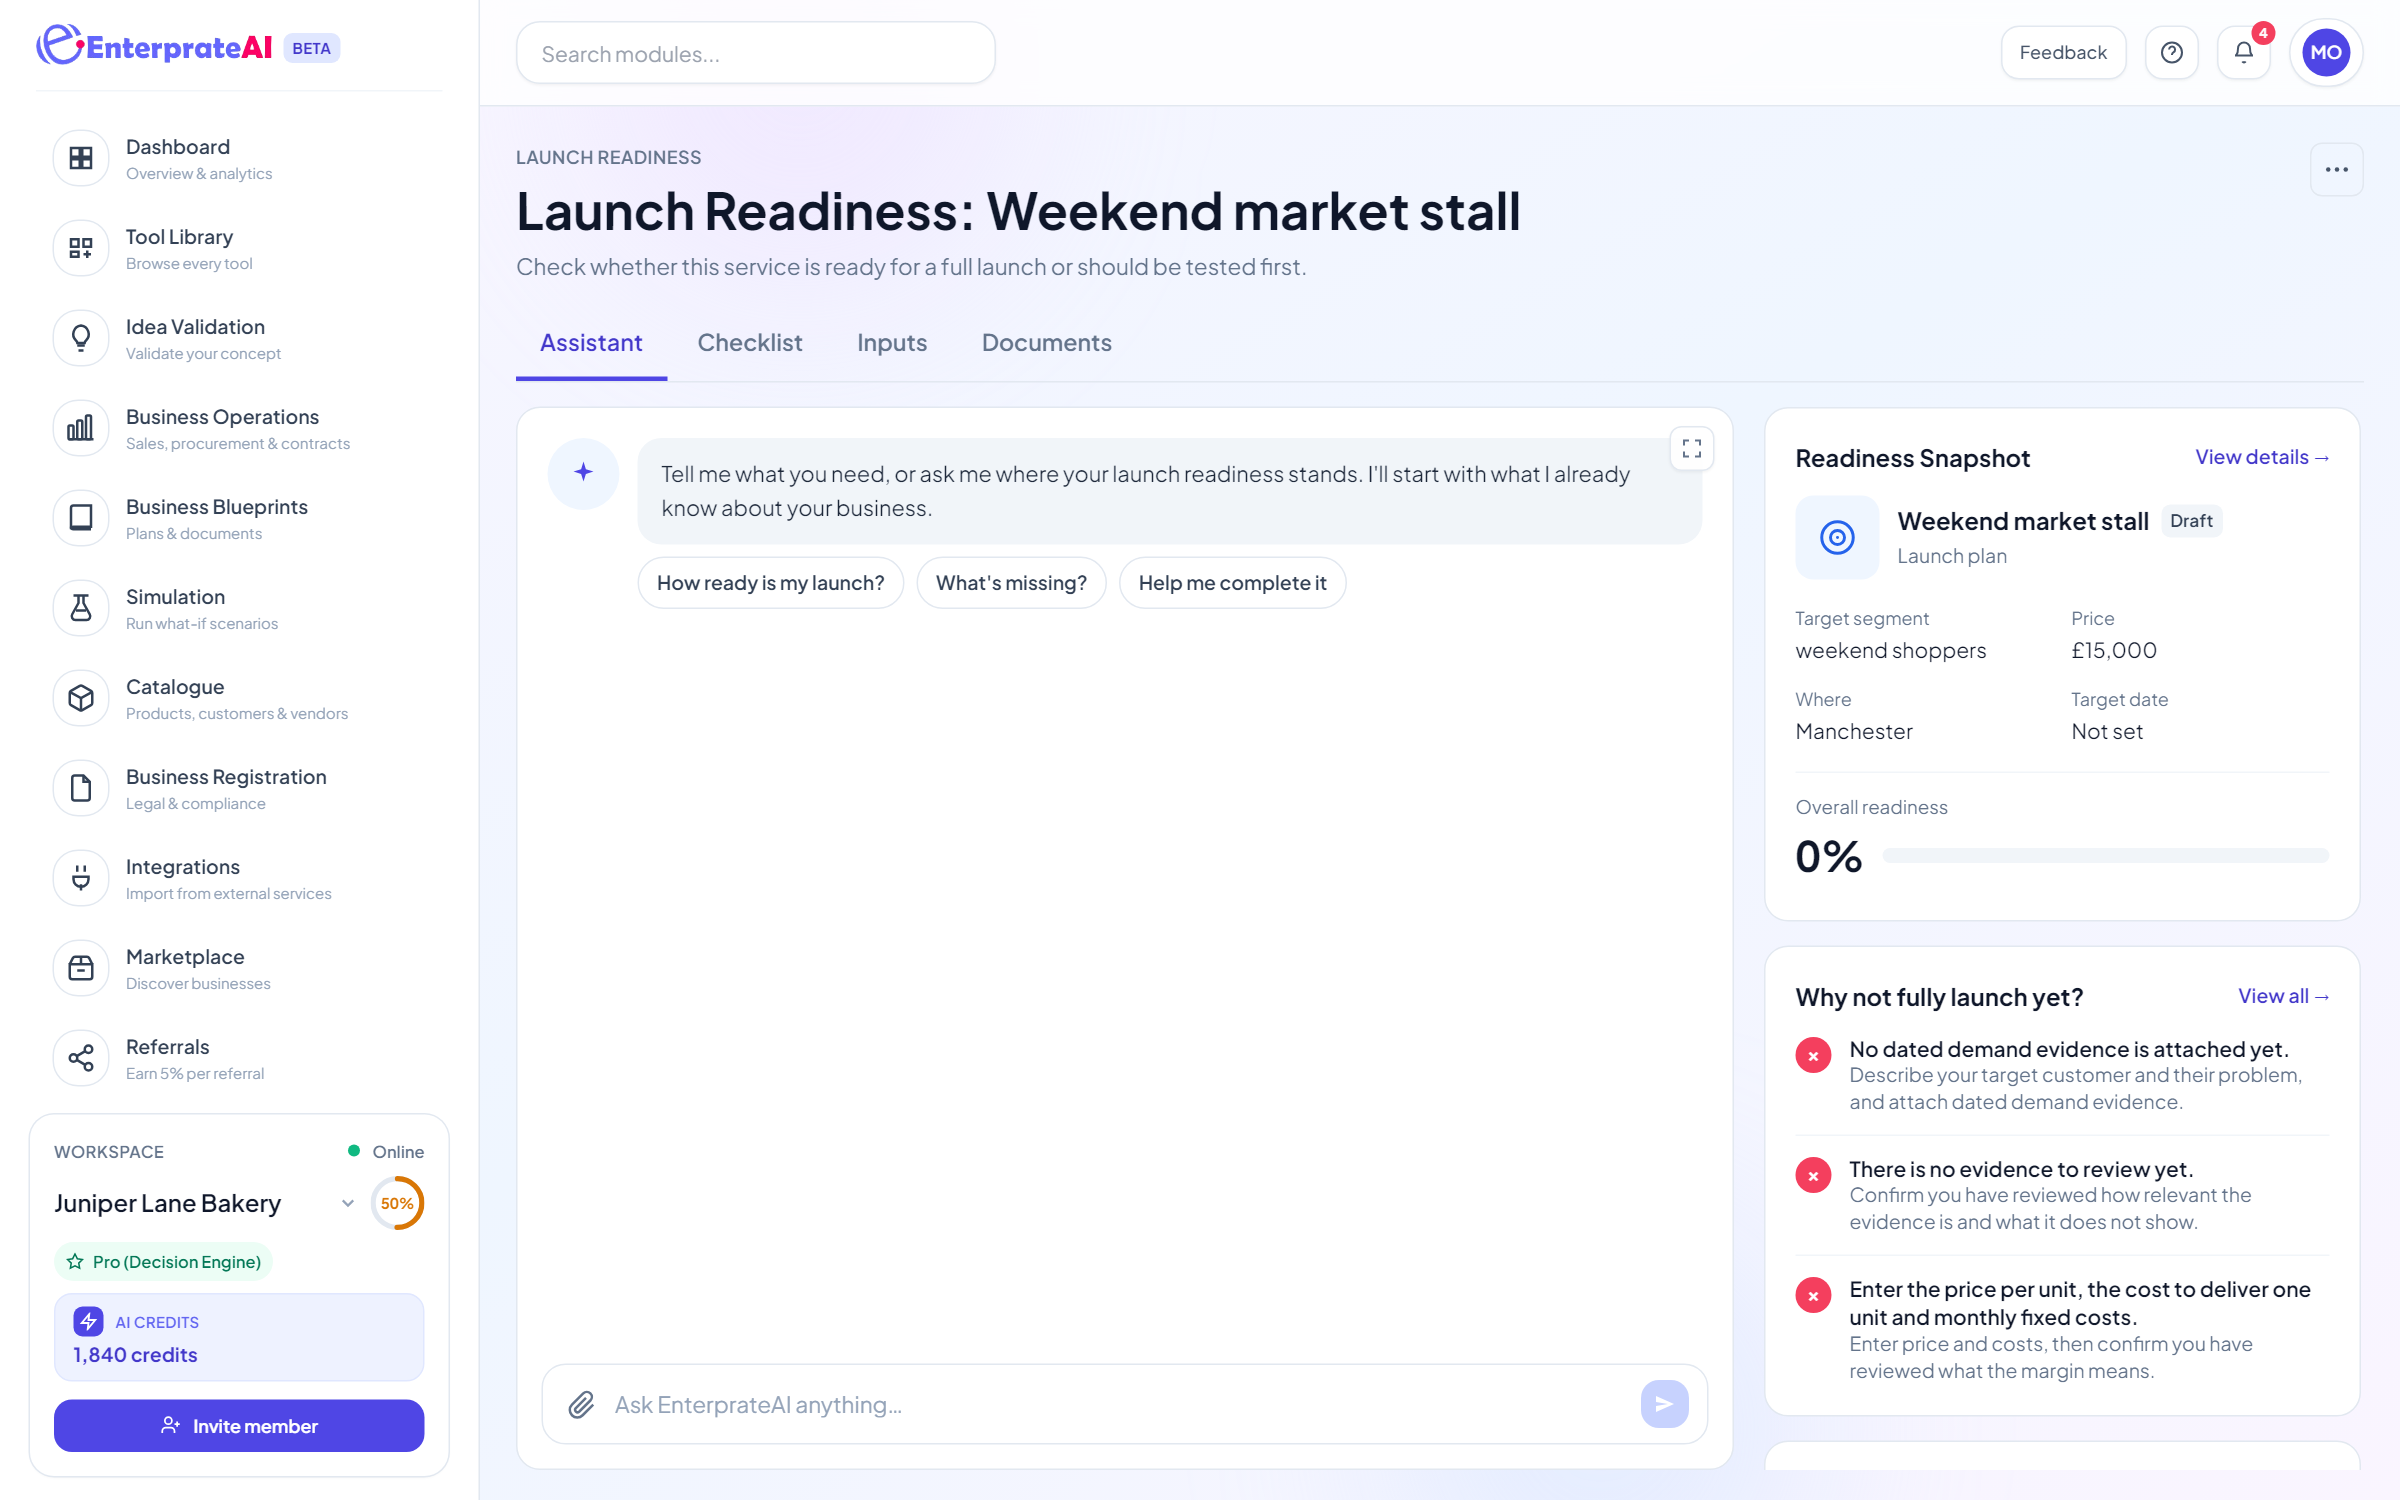 EnterprateAI BETA
Dashboard
Overview & analytics
Tool Library
Browse every tool
Idea Validation
Validate your concept
Business Operations
Sales, procurement & contracts
Business Blueprints
Plans & documents
Simulation
Run what-if scenarios
Catalogue
Products, customers & vendors
Business Registration
Legal & compliance
Integrations
Import from external services
Marketplace
Discover businesses
Referrals
Earn 5% per referral
WORKSPACE Online
Juniper Lane Bakery 50%
Pro (Decision Engine)
AI CREDITS
1,840 credits
Invite member
Search modules...
Feedback 4 MO
LAUNCH READINESS
Launch Readiness: Weekend market stall
Check whether this service is ready for a full launch or should be tested first.
Assistant Checklist Inputs Documents
Tell me what you need, or ask me where your launch readiness stands. I'll start with what I already
know about your business.
How ready is my launch? What's missing? Help me complete it
Ask EnterprateAI anything...
Readiness Snapshot View details →
Weekend market stall Draft
Launch plan
Target segment Price
weekend shoppers £15,000
Where Target date
Manchester Not set
Overall readiness
0%
Why not fully launch yet? View all →
No dated demand evidence is attached yet.
Describe your target customer and their problem,
and attach dated demand evidence.
There is no evidence to review yet.
Confirm you have reviewed how relevant the
evidence is and what it does not show.
Enter the price per unit, the cost to deliver one
unit and monthly fixed costs.
Enter price and costs, then confirm you have
reviewed what the margin means.